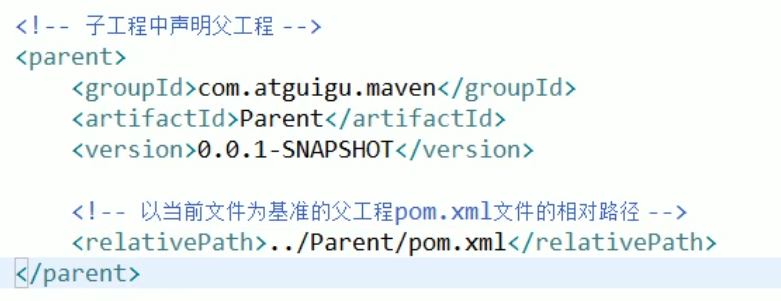 <!-- 子工程中声明父工程 -->
<parent>
<groupId>com.atguigu.maven</groupId>
<artifactId>Parent</artifactId>
<version>0.0.1-SNAPSHOT</version>
<!-- 以当前文件为基准的父工程pom.xml文件的相对路径 -->
<relativePath>../Parent/pom.xml</relativePath>
</parent>